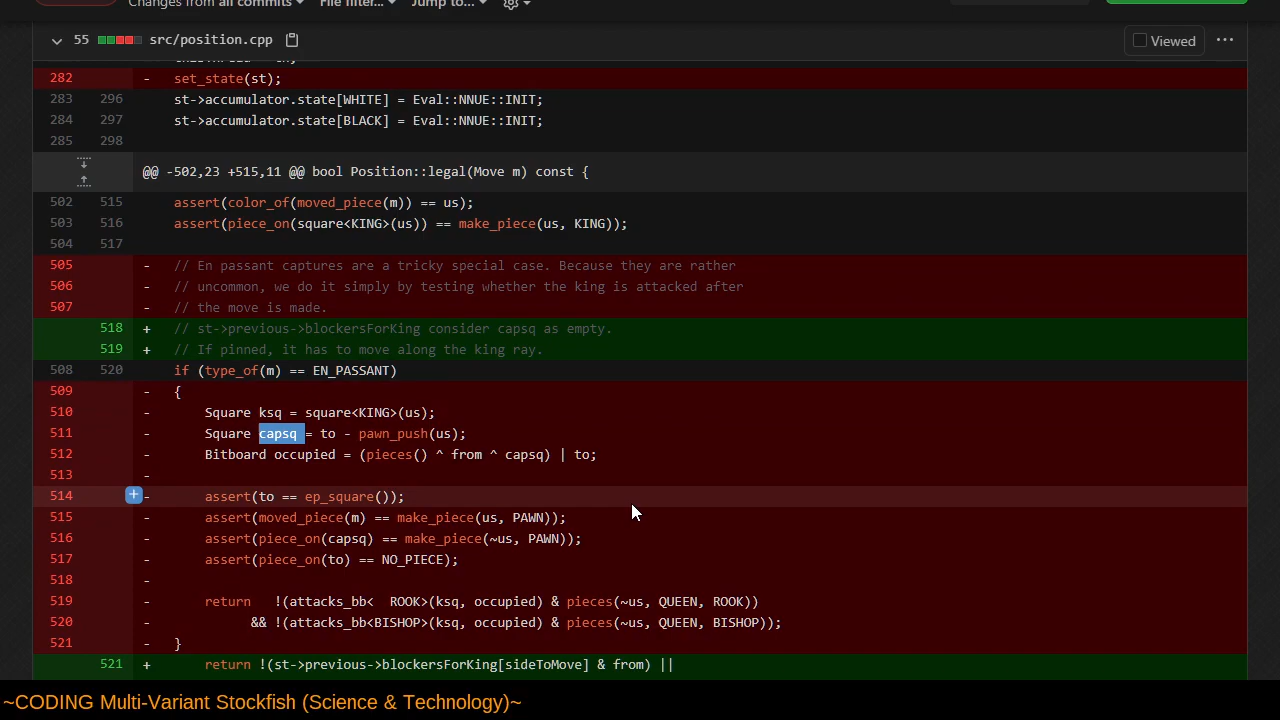 Changes from all commits File filter... Jump to...
55 src/position.cpp Viewed ...
282 - set_state(st);
283 296 st->accumulator.state[WHITE] = Eval::NNUE::INIT;
284 297 st->accumulator.state[BLACK] = Eval::NNUE::INIT;
285 298
@@ -502,23 +515,11 @@ bool Position::legal(Move m) const {
502 515 assert(color_of(moved_piece(m)) == us);
503 516 assert(piece_on(square<KING>(us)) == make_piece(us, KING));
504 517
505 - // En passant captures are a tricky special case. Because they are rather
506 - // uncommon, we do it simply by testing whether the king is attacked after
507 - // the move is made.
518 + // st->previous->blockersForKing consider capsq as empty.
519 + // If pinned, it has to move along the king ray.
508 520 if (type_of(m) == EN_PASSANT)
509 - {
510 - Square ksq = square<KING>(us);
511 - Square capsq = to - pawn_push(us);
512 - Bitboard occupied = (pieces() ^ from ^ capsq) | to;
513 -
514 + - assert(to == ep_square());
515 - assert(moved_piece(m) == make_piece(us, PAWN));
516 - assert(piece_on(capsq) == make_piece(~us, PAWN));
517 - assert(piece_on(to) == NO_PIECE);
518 -
519 - return !(attacks_bb< ROOK>(ksq, occupied) & pieces(~us, QUEEN, ROOK))
520 - && !(attacks_bb<BISHOP>(ksq, occupied) & pieces(~us, QUEEN, BISHOP));
521 - }
521 + return !(st->previous->blockersForKing[sideToMove] & from) ||
~CODING Multi-Variant Stockfish (Science & Technology)~